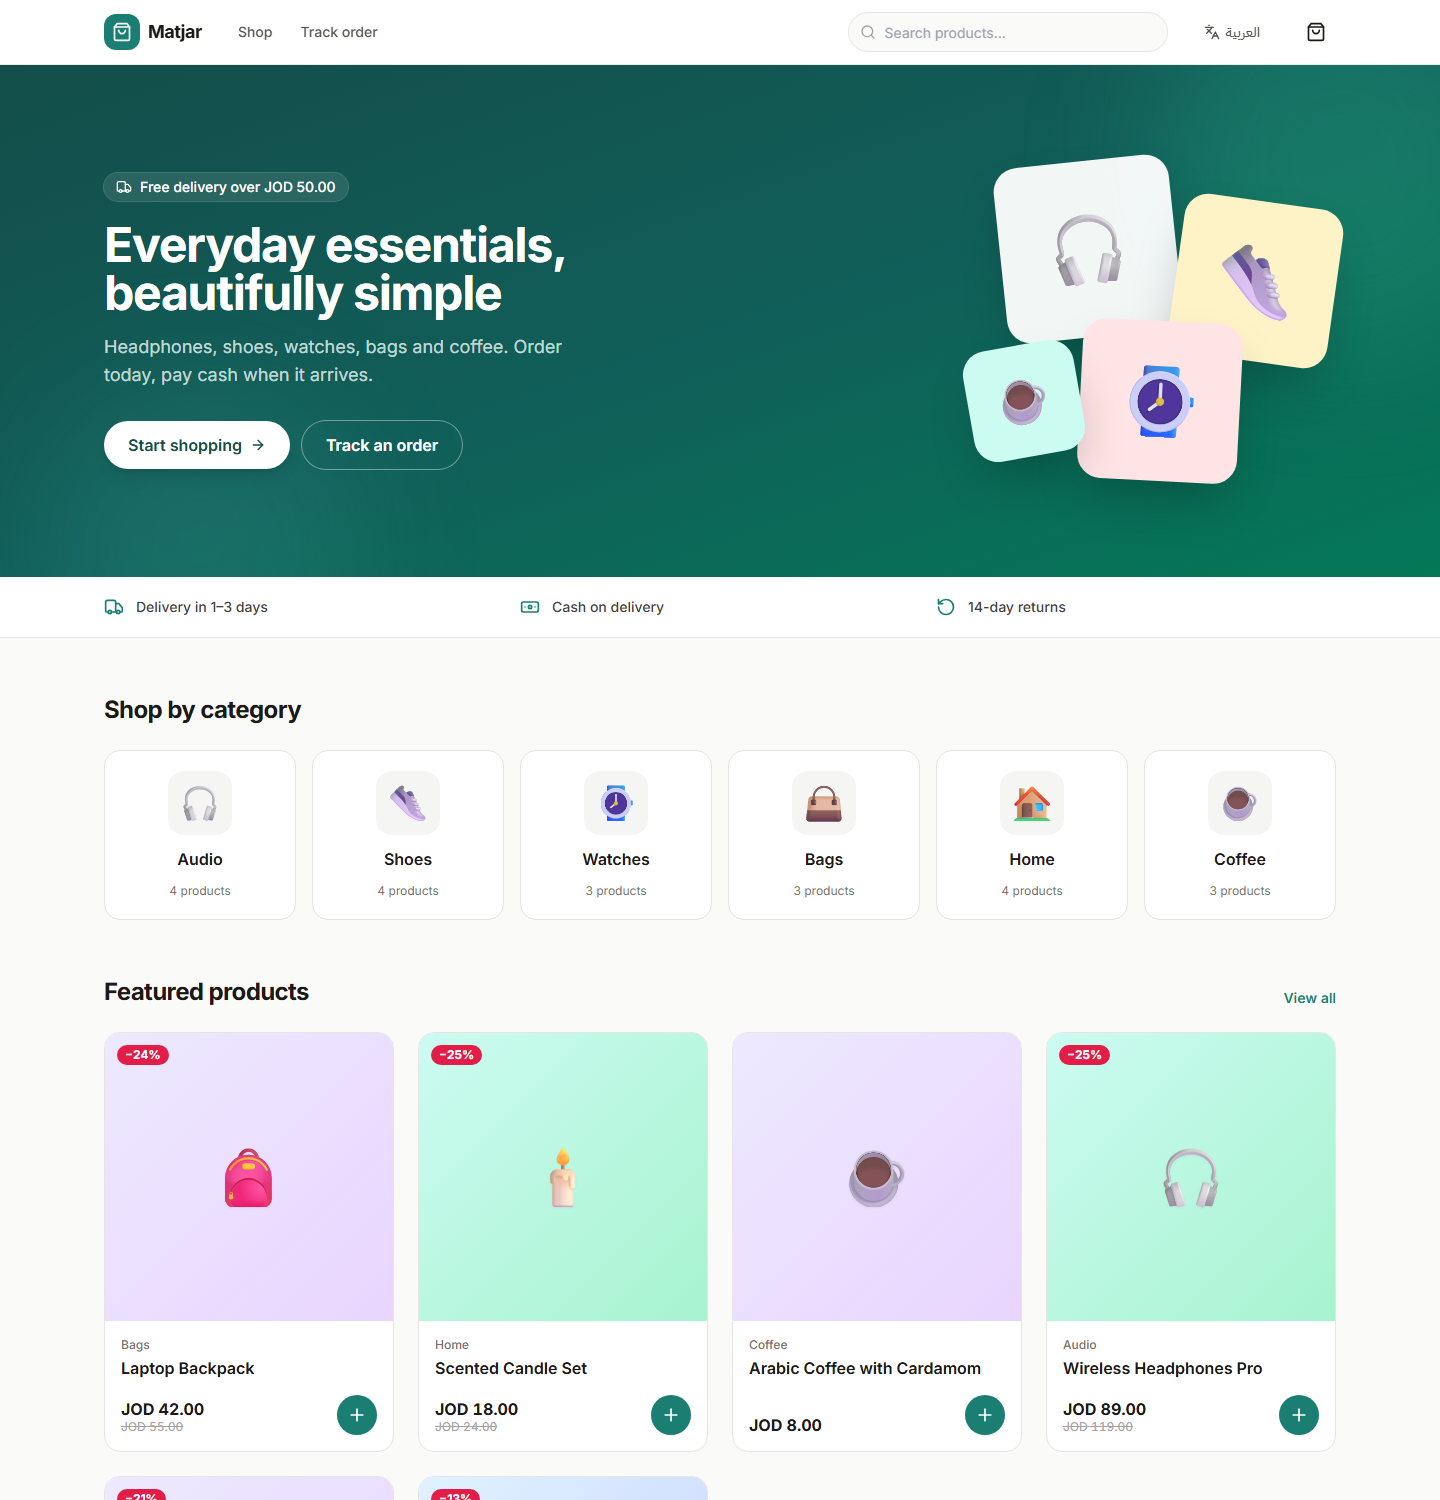 Matjar
Shop
Track order
Search products...
العربية
Free delivery over JOD 50.00
Everyday essentials,
beautifully simple
Headphones, shoes, watches, bags and coffee. Order
today, pay cash when it arrives.
Start shopping
Track an order
Delivery in 1–3 days
Cash on delivery
14-day returns
Shop by category
Audio
4 products
Shoes
4 products
Watches
3 products
Bags
3 products
Home
4 products
Coffee
3 products
Featured products
View all
−24%
Bags
Laptop Backpack
JOD 42.00
JOD 55.00
−25%
Home
Scented Candle Set
JOD 18.00
JOD 24.00
Coffee
Arabic Coffee with Cardamom
JOD 8.00
−25%
Audio
Wireless Headphones Pro
JOD 89.00
JOD 119.00
−21%
−13%